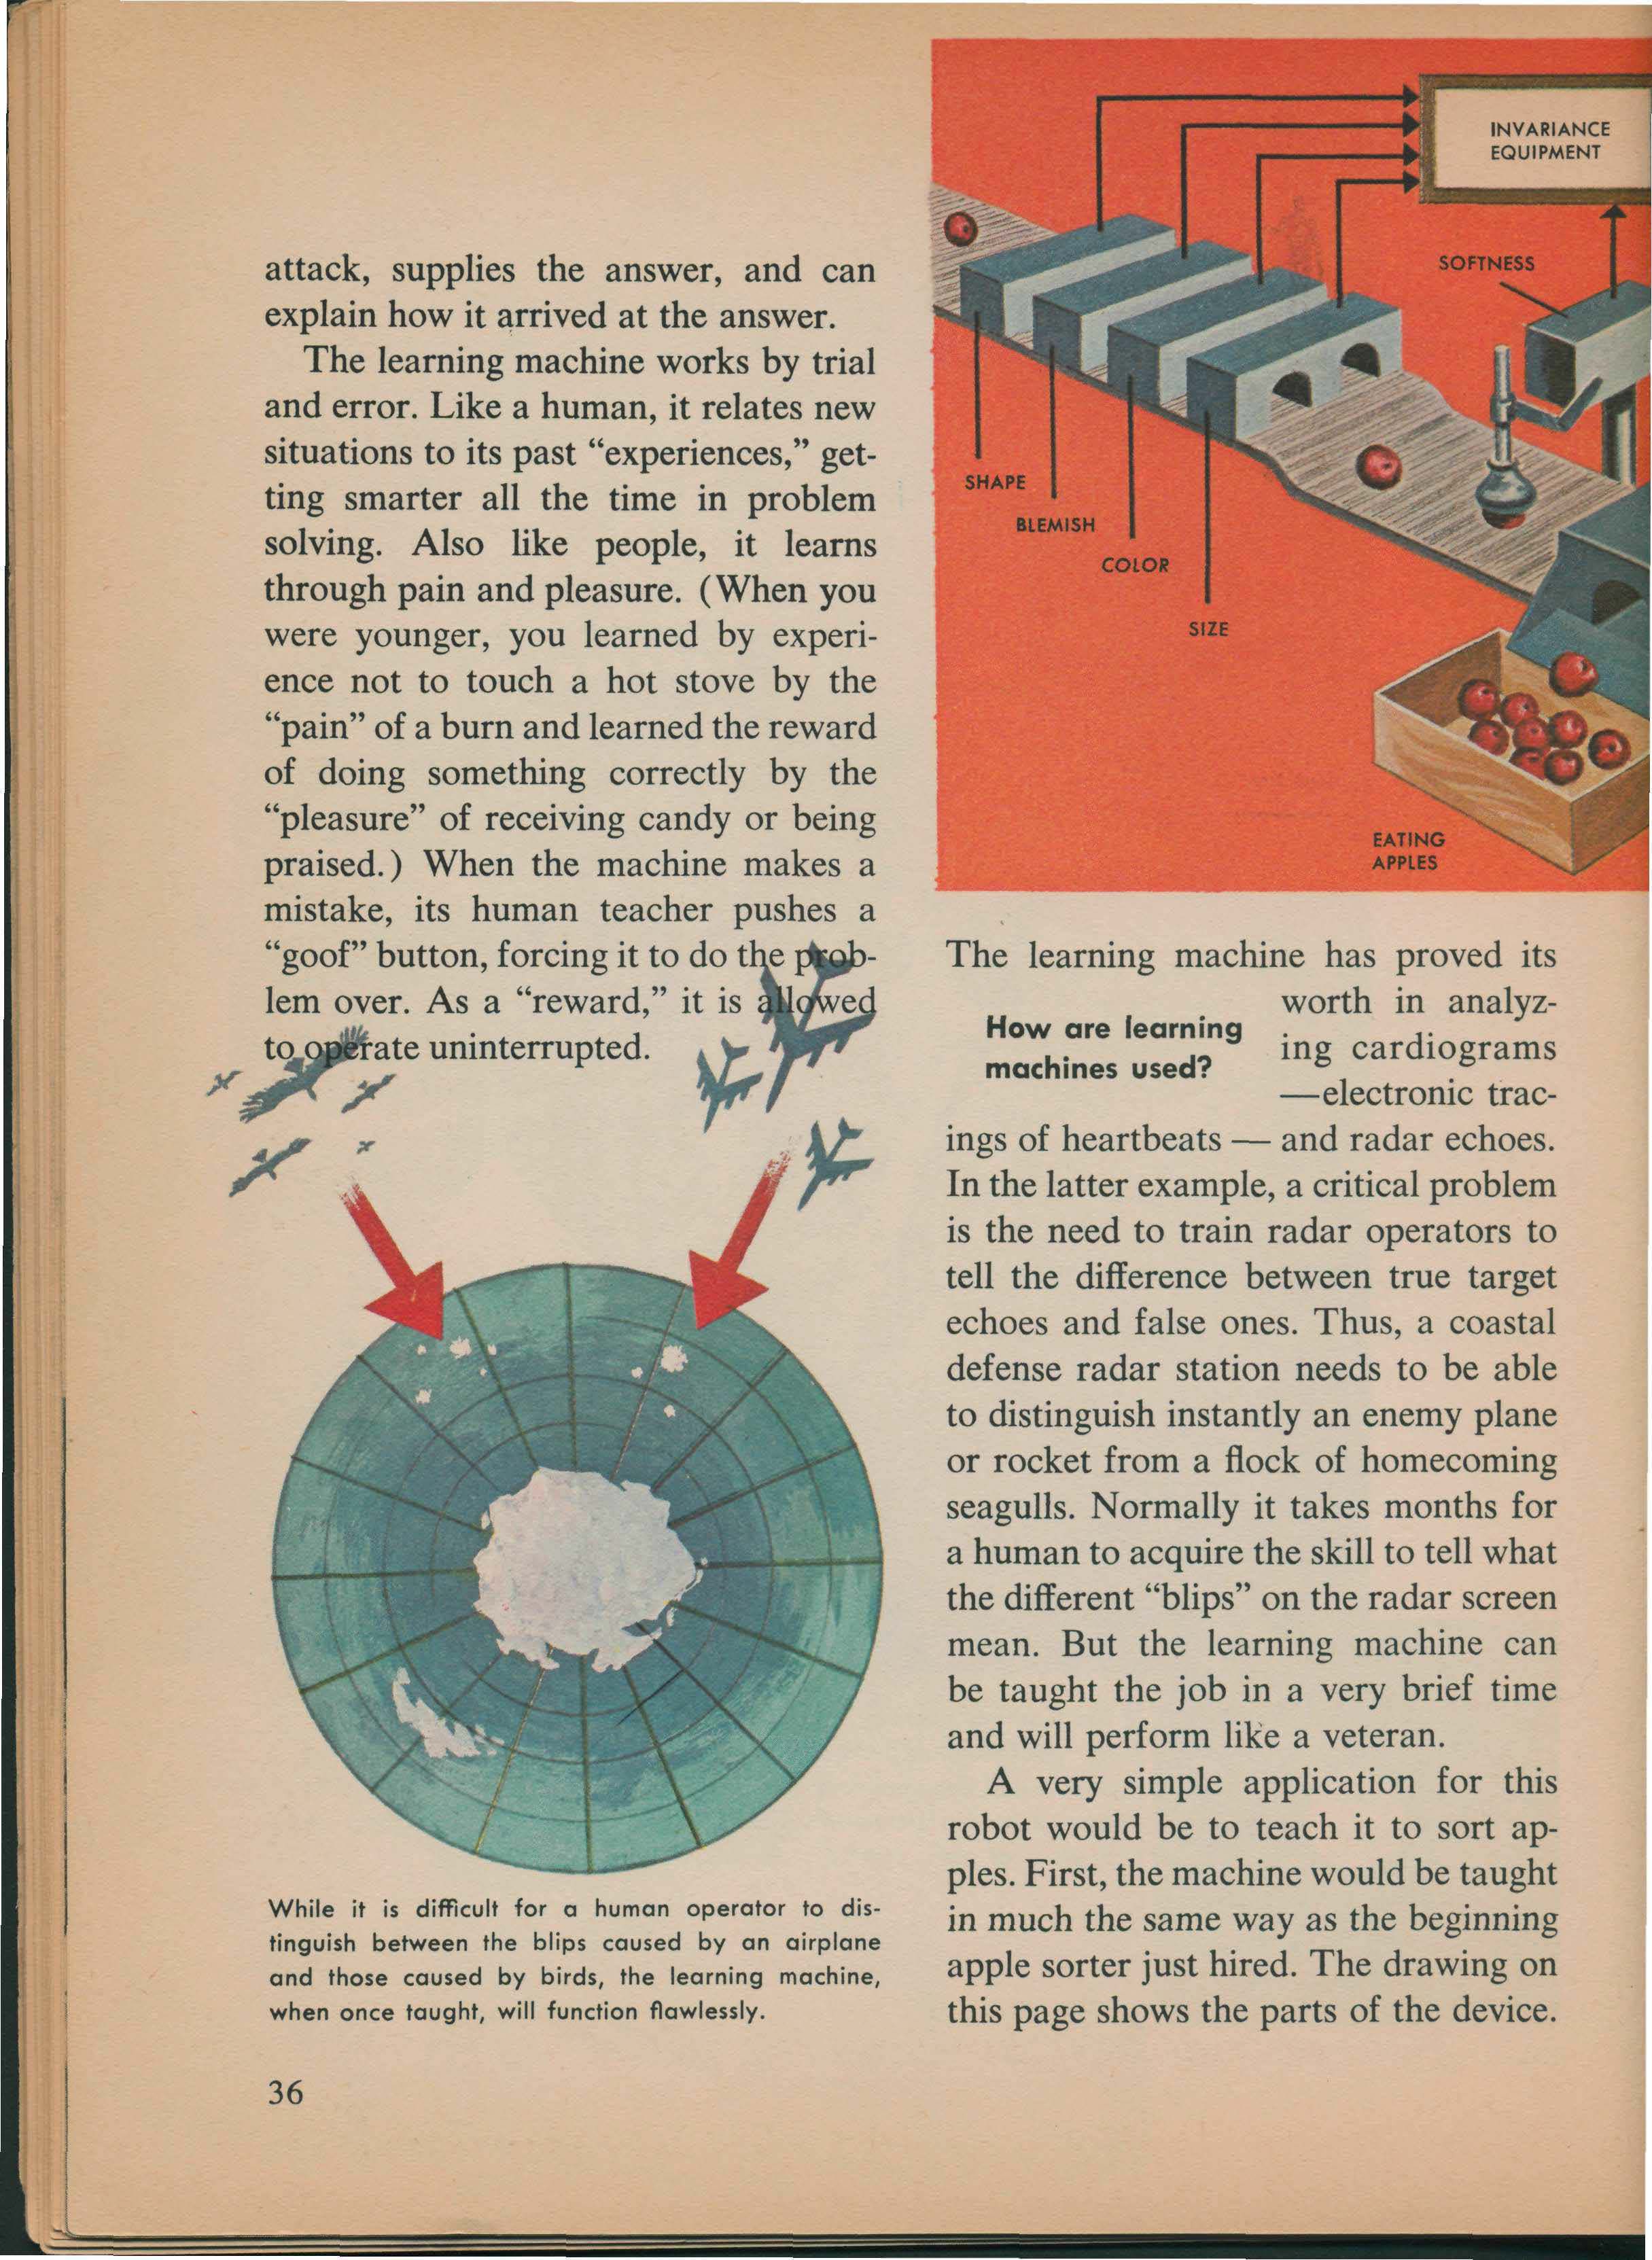 attack, supplies the answer, and can
explain how it arrived at the answer.
The learning machine works by trial
and error. Like a human, it relates new
situations to its past “experiences,” get-
ting smarter all the time in problem
solving. Also like people, it learns
through pain and pleasure. (When you
were younger, you learned by experi-
ence not to touch a hot stove by the
“pain” of a burn and learned the reward
of doing something correctly by the
“pleasure” of receiving candy or being
praised.) When the machine makes a
mistake, its human teacher pushes a
“goof” button, forcing it to do the prob-
lem over. As a “reward,” it is allowed
to operate uninterrupted.
While it is difficult for a human operator to dis-
tinguish between the blips caused by an airplane
and those caused by birds, the learning machine,
when once taught, will function flawlessly.
36
INVARIANCE
EQUIPMENT
SOFTNESS
SHAPE
BLEMISH
COLOR
SIZE
EATING
APPLES
The learning machine has proved its
How are learning
machines used?
worth in analyz-
ing cardiograms
—electronic trac-
ings of heartbeats — and radar echoes.
In the latter example, a critical problem
is the need to train radar operators to
tell the difference between true target
echoes and false ones. Thus, a coastal
defense radar station needs to be able
to distinguish instantly an enemy plane
or rocket from a flock of homecoming
seagulls. Normally it takes months for
a human to acquire the skill to tell what
the different “blips” on the radar screen
mean. But the learning machine can
be taught the job in a very brief time
and will perform like a veteran.
A very simple application for this
robot would be to teach it to sort ap-
ples. First, the machine would be taught
in much the same way as the beginning
apple sorter just hired. The drawing on
this page shows the parts of the device.